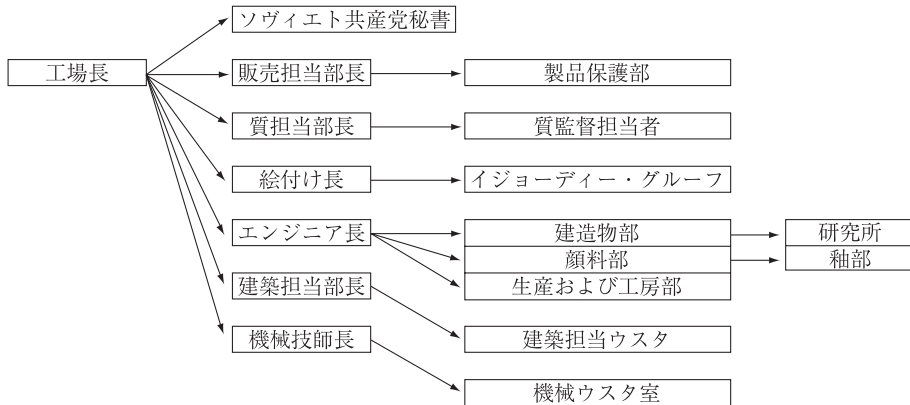 ソヴィエト共産党秘書
工場長
販売担当部長
製品保護部
質担当部長
質監督担当者
絵付け長
イジョーディー・グルーフ
エンジニア長
建造物部
研究所
顔料部
釉部
生産および工房部
建築担当部長
建築担当ウスタ
機械技師長
機械ウスタ室